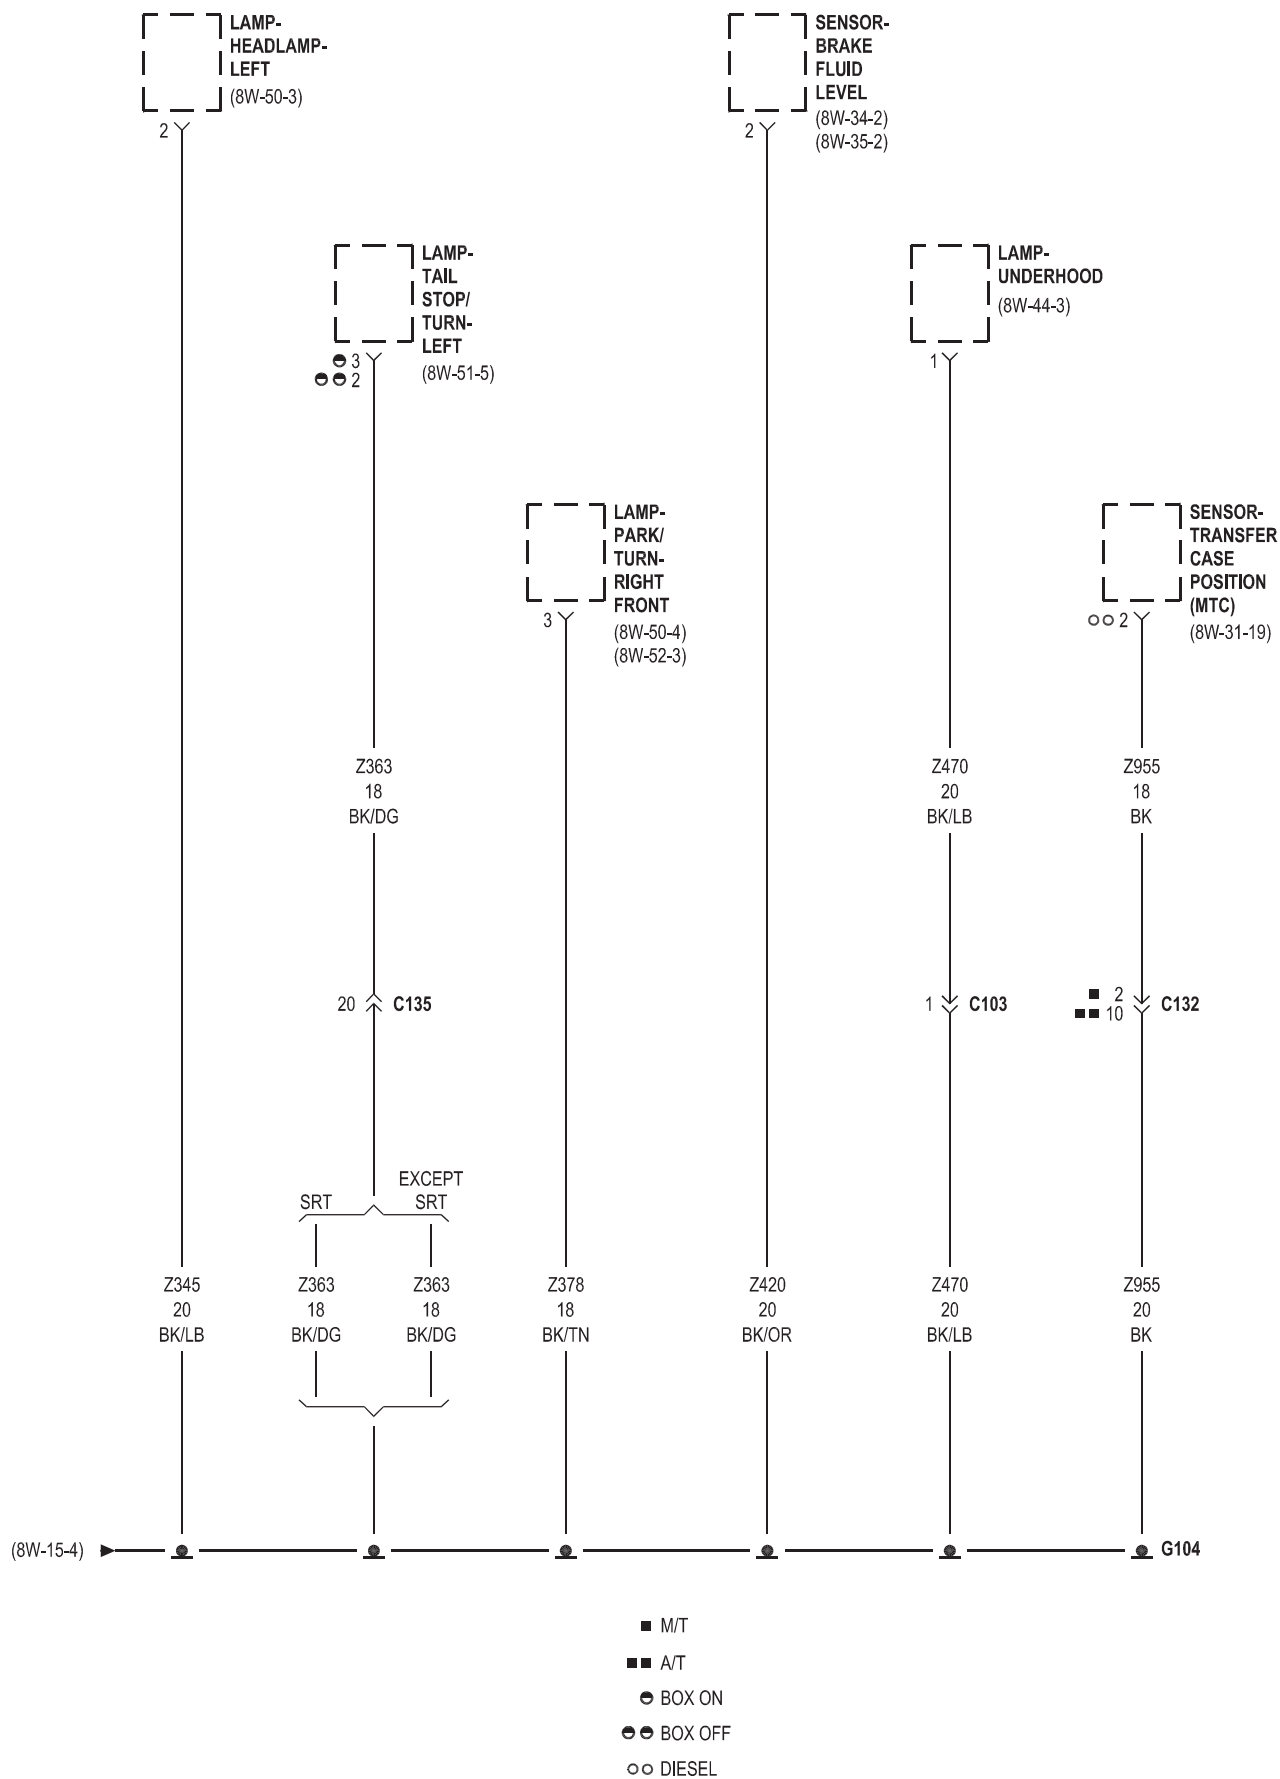 LAMP-
HEADLAMP-
LEFT
(8W-50-3)
2
SENSOR-
BRAKE
FLUID
LEVEL
(8W-34-2)
(8W-35-2)
2
LAMP-
TAIL
STOP/
TURN-
LEFT
(8W-51-5)
3
2
LAMP-
UNDERHOOD
(8W-44-3)
1
LAMP-
PARK/
TURN-
RIGHT
FRONT
(8W-50-4)
(8W-52-3)
3
SENSOR-
TRANSFER
CASE
POSITION
(MTC)
(8W-31-19)
2
Z363
18
BK/DG
Z470
20
BK/LB
Z955
18
BK
20 C135
1 C103
2
10
C132
SRT
EXCEPT
SRT
Z345
20
BK/LB
Z363
18
BK/DG
Z363
18
BK/DG
Z378
18
BK/TN
Z420
20
BK/OR
Z470
20
BK/LB
Z955
20
BK
(8W-15-4)
G104
M/T
A/T
BOX ON
BOX OFF
DIESEL